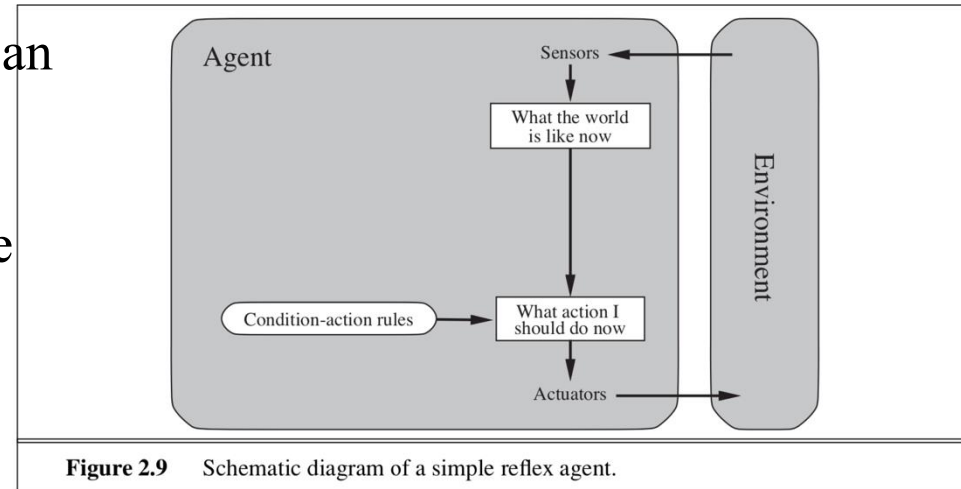 an
e
Agent
Sensors
What the world
is like now
Environment
Condition-action rules
What action I
should do now
Actuators
Figure 2.9 Schematic diagram of a simple reflex agent.